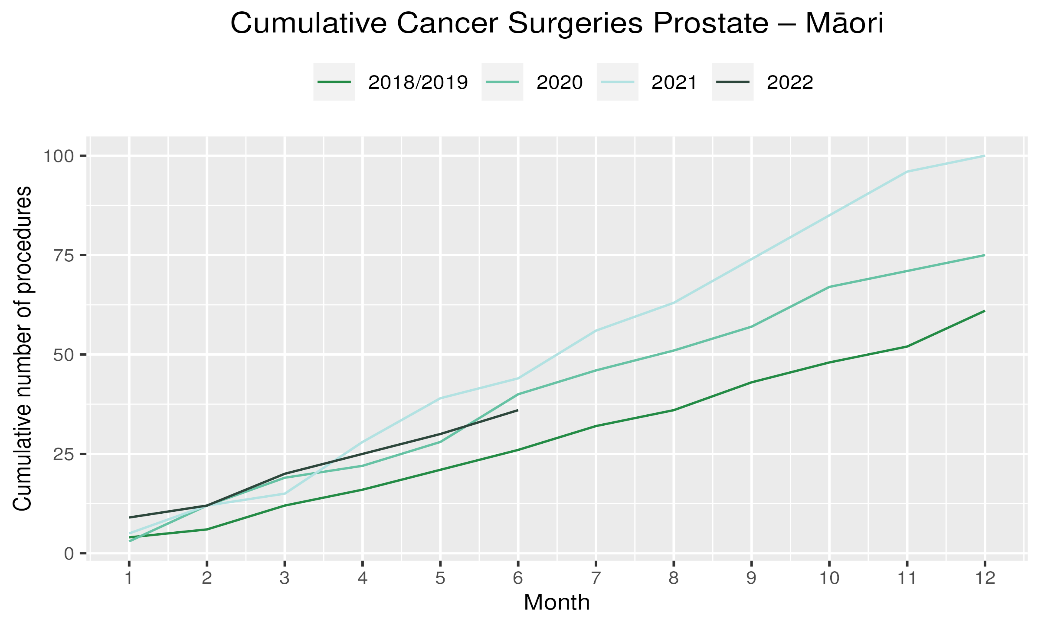 Cumulative Cancer Surgeries Prostate – Māori
2018/2019 2020 2021 2022
Cumulative number of procedures
100
75
50
25
0
1 2 3 4 5 6 7 8 9 10 11 12
Month